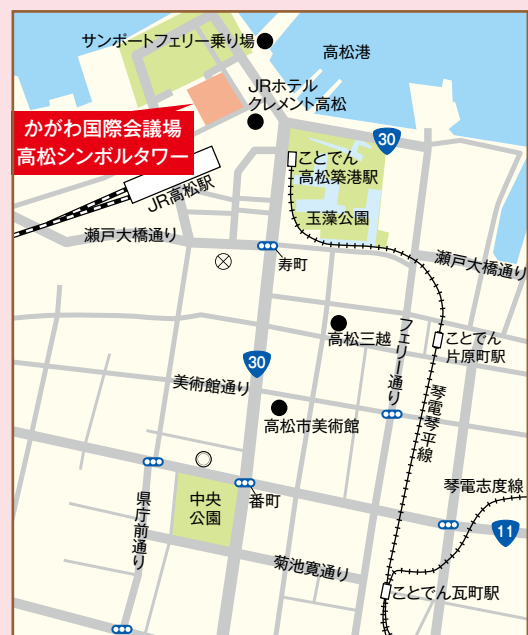 サンポートフェリー乗り場
高松港
JRホテル
クレメント高松
かがわ国際会議場
高松シンボルタワー
30
ことでん
高松築港駅
JR高松駅
玉藻公園
瀬戸大橋通り
瀬戸大橋通り
寿町
高松三越
フェリー通り
ことでん
片原町駅
30
美術館通り
琴電琴平線
高松市美術館
琴電志度線
県庁前通り
中央
公園
番町
11
菊池寛通り
ことでん瓦町駅